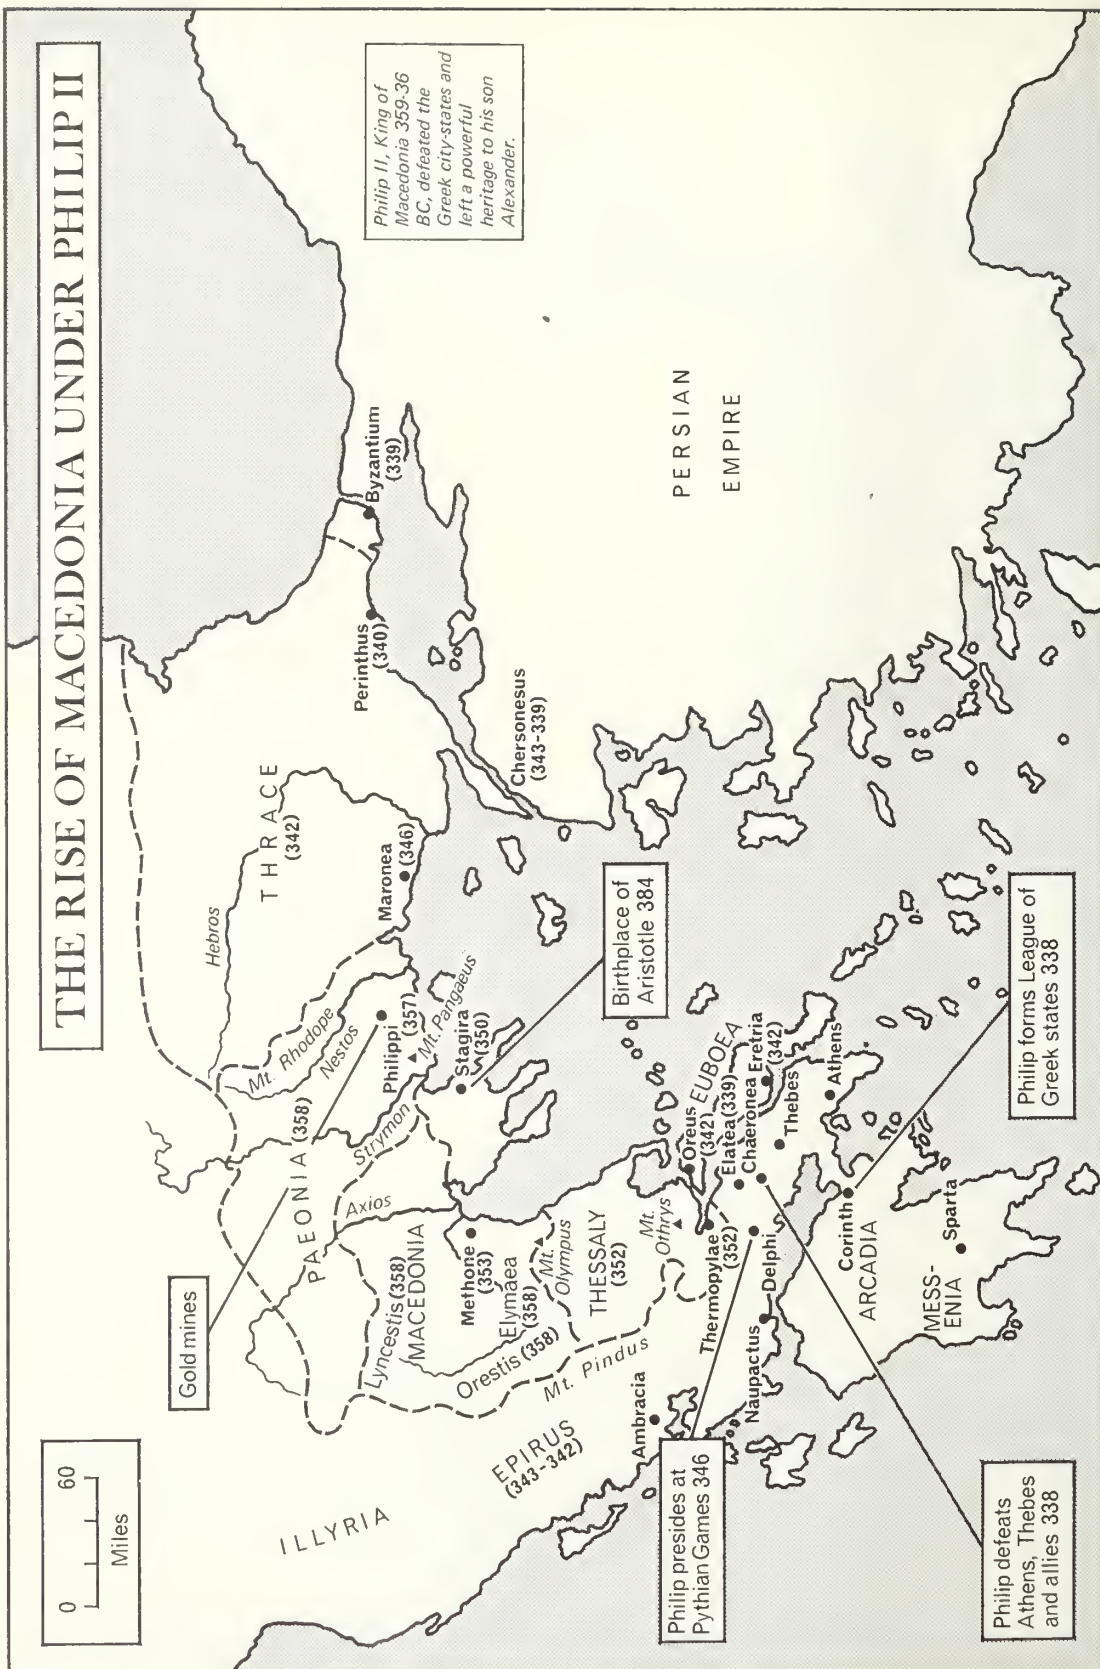 THE RISE OF MACEDONIA UNDER PHILIP II
0 60
Miles
Philip II, King of
Macedonia 359-36
BC, defeated the
Greek city-states and
left a powerful
heritage to his son
Alexander.
Gold mines
ILLYRIA
PAEONIA (358)
Hebros
THRACE
(342)
Mt. Rhodope
Nestos
Philippi
(357)
Maronea
(346)
Perinthus
(340)
Byzantium
(339)
Lyncestis (358)
MACEDONIA
Axios
Strymon
Mt. Pangaeus
Stagira
(350)
Chersonesus
(343-339)
Orestis (358)
Elymaea
(358)
Methone
(353)
EPIRUS
(343-342)
Mt. Pindus
Mt.
Olympus
THESSALY
(352)
Birthplace of
Aristotle 384
PERSIAN
EMPIRE
Ambracia
Mt.
Othrys
Thermopylae
(352)
Oreus
(342)
EUBOEA
Elatea (339)
Chaeronea
Eretria
(342)
Philip presides at
Pythian Games 346
Naupactus
Delphi
Thebes
Athens
Corinth
ARCADIA
MESS-
ENIA
Sparta
Philip defeats
Athens, Thebes
and allies 338
Philip forms League of
Greek states 338